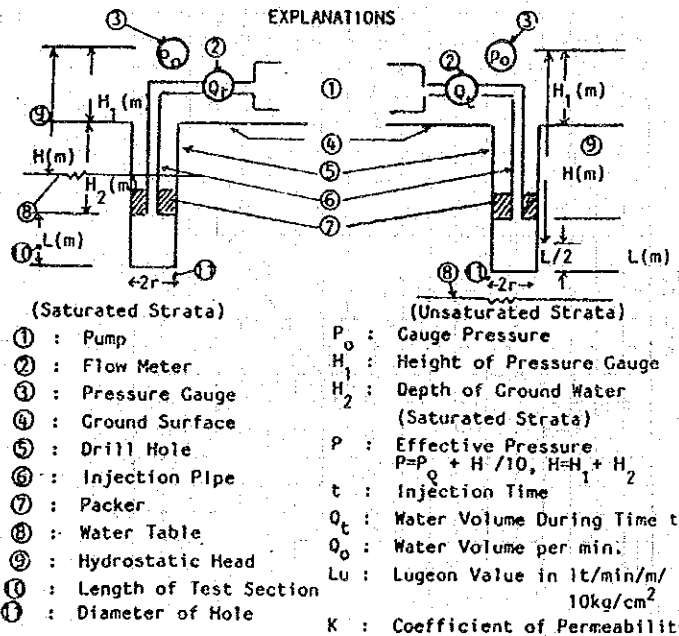 EXPLANATIONS
③ P₀ ② Qt ① ② Qt P₀ ③
H₁(m) H₁(m)
⑨ ④ ⑨
H(m) H₂(m) ⑤ H(m)
⑥
⑧ ⑦
L(m) L/2 L(m)
⑩ ⑪ ⑧ ⑪
2r 2r
(Saturated Strata) (Unsaturated Strata)
① : Pump
② : Flow Meter
③ : Pressure Gauge
④ : Ground Surface
⑤ : Drill Hole
⑥ : Injection Pipe
⑦ : Packer
⑧ : Water Table
⑨ : Hydrostatic Head
⑩ : Length of Test Section
⑪ : Diameter of Hole
P₀ : Gauge Pressure
H₁ : Height of Pressure Gauge
H₂ : Depth of Ground Water
(Saturated Strata)
P : Effective Pressure
P=P₀ + H /10, H=H₁+ H₂
t : Injection Time
Qt : Water Volume During Time t
Q₀ : Water Volume per min.
Lu : Lugeon Value in lt/min/m/
10kg/cm²
K : Coefficient of Permeabilit